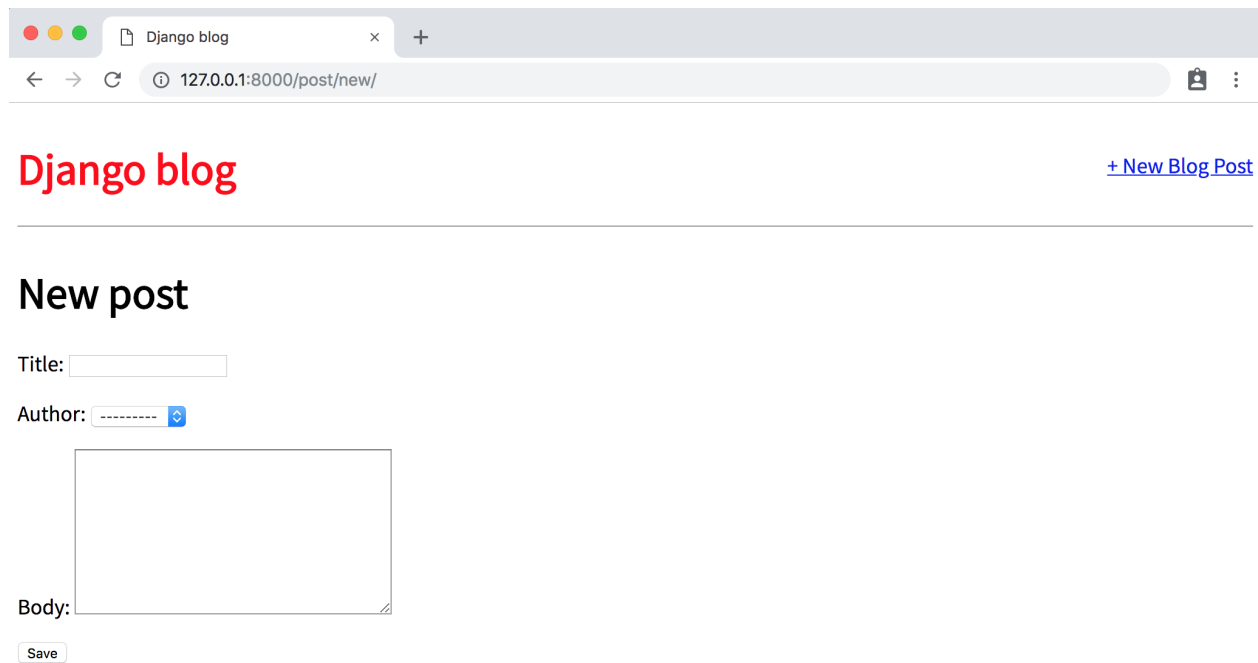 Django blog
127.0.0.1:8000/post/new/
Django blog
+ New Blog Post
New post
Title:
Author: ---------
Body:
Save